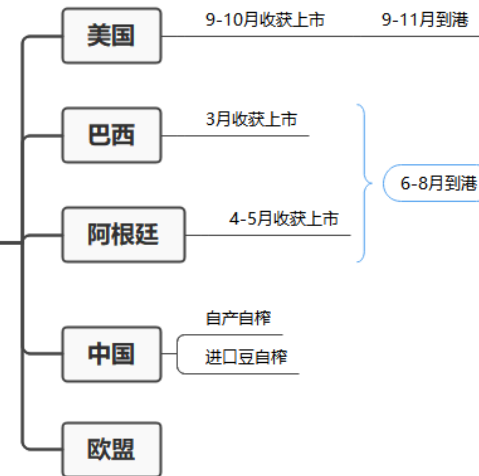 美国
9-10月收获上市
9-11月到港
巴西
3月收获上市
6-8月到港
阿根廷
4-5月收获上市
中国
自产自榨
进口豆自榨
欧盟